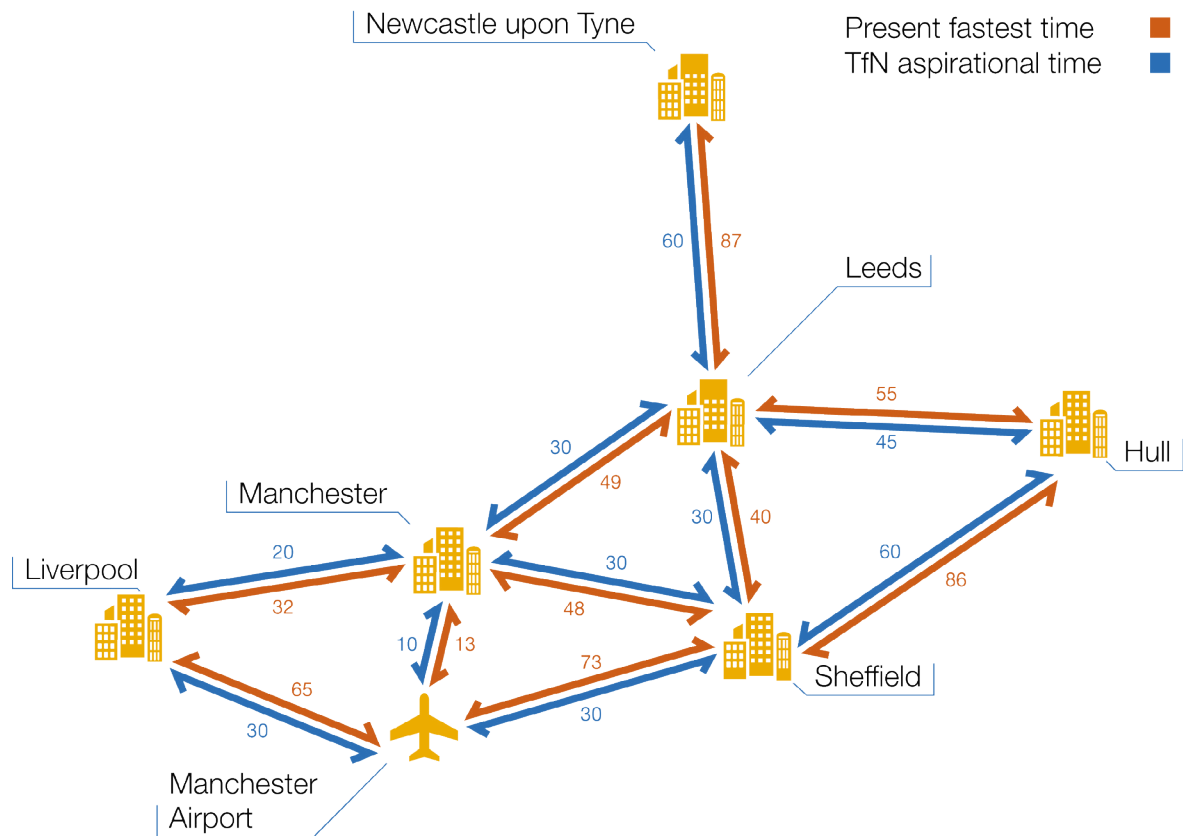 Newcastle upon Tyne
Present fastest time
TfN aspirational time
60
87
Leeds
55
45
Hull
30
49
Manchester
30
40
20
30
60
Liverpool
32
48
86
10
13
73
Sheffield
65
30
30
Manchester
Airport